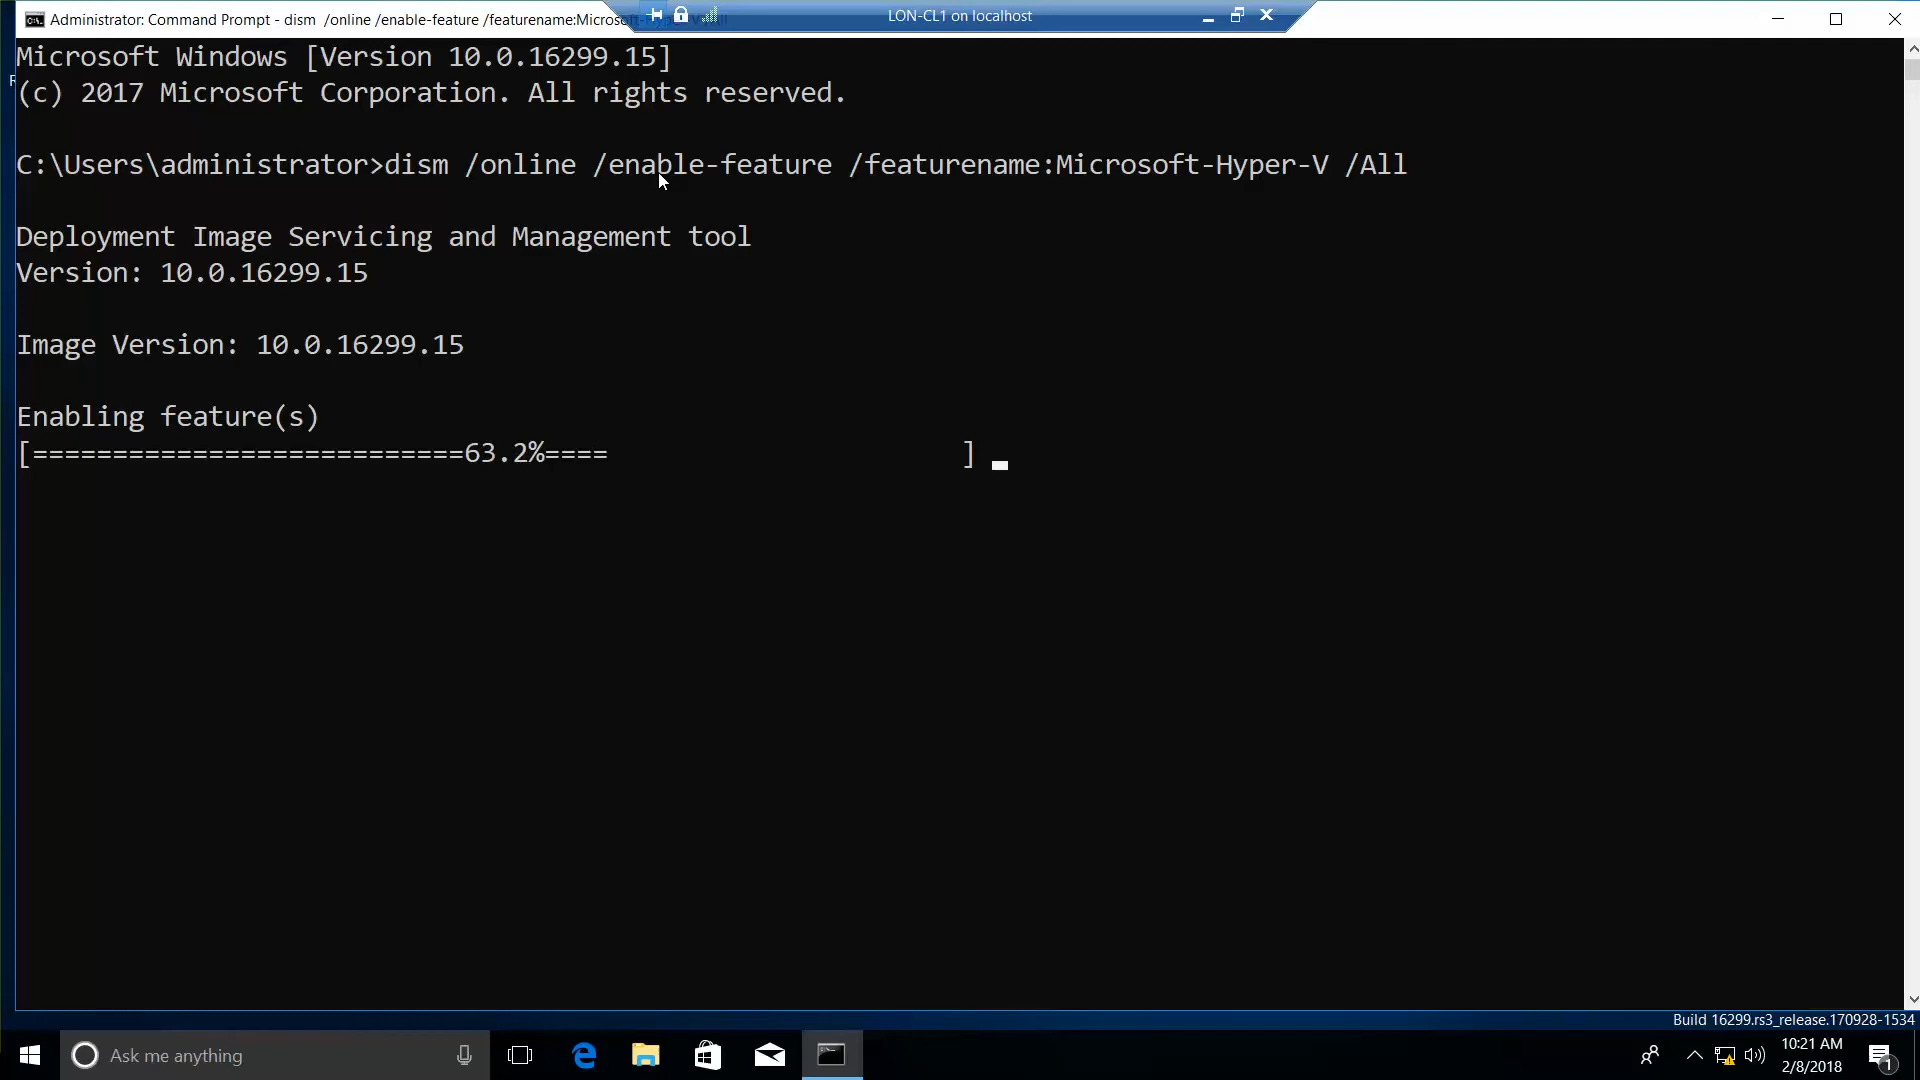 Administrator: Command Prompt - dism /online /enable-feature /featurename:Microso
LON-CL1 on localhost
Microsoft Windows [Version 10.0.16299.15]
(c) 2017 Microsoft Corporation. All rights reserved.
C:\Users\administrator>dism /online /enable-feature /featurename:Microsoft-Hyper-V /All
Deployment Image Servicing and Management tool
Version: 10.0.16299.15
Image Version: 10.0.16299.15
Enabling feature(s)
[===========================63.2%====                      ]
Build 16299.rs3_release.170928-1534
Ask me anything
10:21 AM
2/8/2018
1